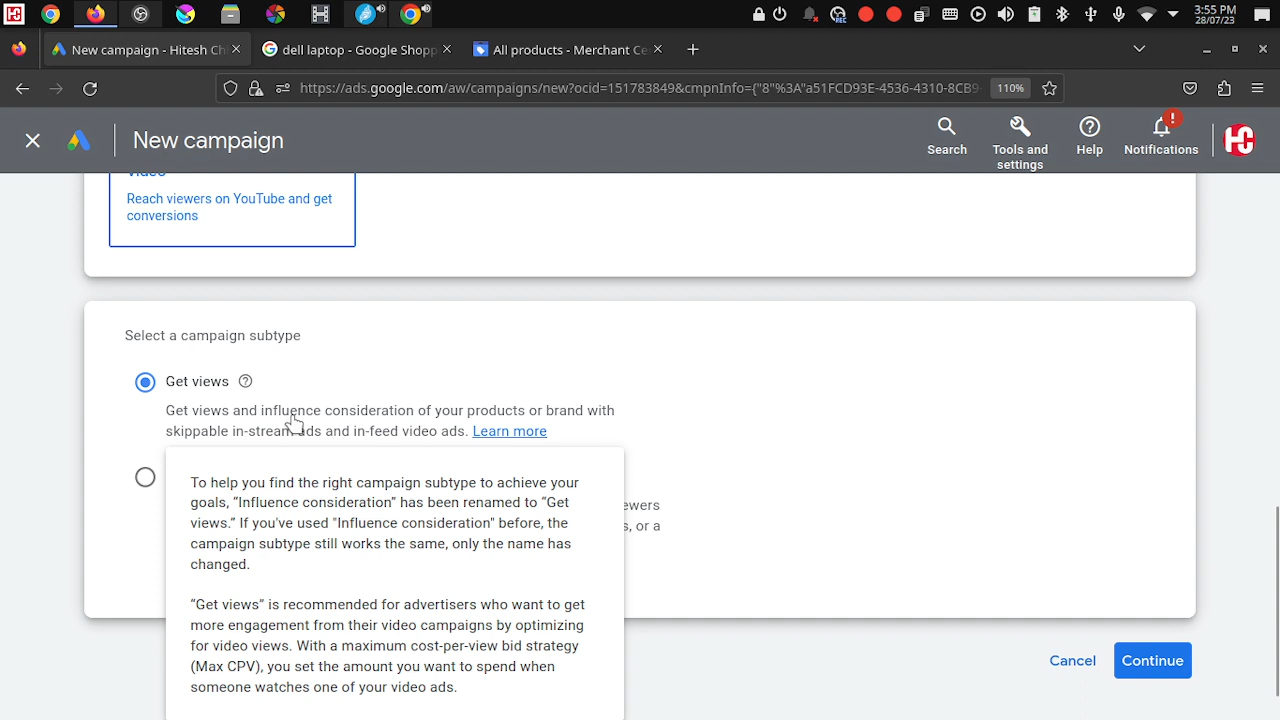 3:55 PM
28/07/23
New campaign - Hitesh Ch
dell laptop - Google Shopp
All products - Merchant Ce
https://ads.google.com/aw/campaigns/new?ocid=151783849&cmpnInfo={"8"%3A"a51FCD93E-4536-4310-8CB9-
110%
New campaign
Search
Tools and
settings
Help
Notifications
Reach viewers on YouTube and get
conversions
Select a campaign subtype
Get views
Get views and influence consideration of your products or brand with
skippable in-stream ads and in-feed video ads. Learn more
To help you find the right campaign subtype to achieve your
goals, “Influence consideration” has been renamed to “Get
views.” If you've used "Influence consideration" before, the
campaign subtype still works the same, only the name has
changed.
“Get views” is recommended for advertisers who want to get
more engagement from their video campaigns by optimizing
for video views. With a maximum cost-per-view bid strategy
(Max CPV), you set the amount you want to spend when
someone watches one of your video ads.
ewers
s, or a
Cancel
Continue